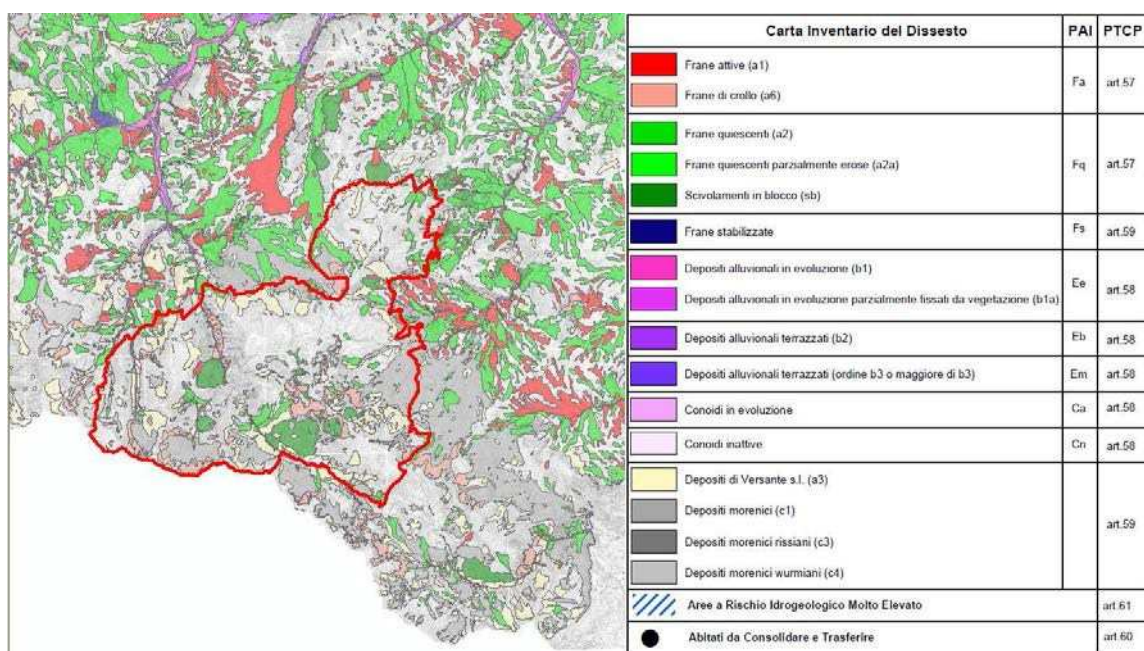 Carta Inventario del Dissesto PAI PTCP
Frane attive (a1)
Frane di crollo (a6)
Fa art.57
Frane quiescenti (a2)
Frane quiescenti parzialmente erose (a2a)
Scivolamenti in blocco (sb)
Fq art.57
Frane stabilizzate Fs art.59
Depositi alluvionali in evoluzione (b1)
Depositi alluvionali in evoluzione parzialmente fissati da vegetazione (b1a)
Ee art.58
Depositi alluvionali terrazzati (b2) Eb art.58
Depositi alluvionali terrazzati (ordine b3 o maggiore di b3) Em art.58
Conoidi in evoluzione Ca art.58
Conoidi inattive Cn art.58
Depositi di Versante s.l. (a3)
Depositi morenici (c1)
Depositi morenici rissiani (c3)
Depositi morenici wurmiani (c4)
art.59
Aree a Rischio Idrogeologico Molto Elevato art.61
Abitati da Consolidare e Trasferire art.60